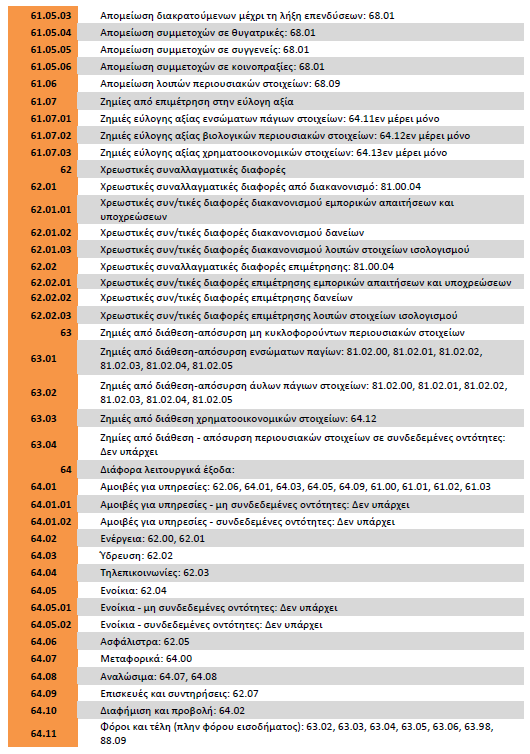 61.05.03 Απομείωση διακρατούμενων μέχρι τη λήξη επενδύσεων: 68.01
61.05.04 Απομείωση συμμετοχών σε θυγατρικές: 68.01
61.05.05 Απομείωση συμμετοχών σε συγγενείς: 68.01
61.05.06 Απομείωση συμμετοχών σε κοινοπραξίες: 68.01
61.06 Απομείωση λοιπών περιουσιακών στοιχείων: 68.09
61.07 Ζημίες από επιμέτρηση στην εύλογη αξία
61.07.01 Ζημιές εύλογης αξίας ενσώματων πάγιων στοιχείων: 64.11εν μέρει μόνο
61.07.02 Ζημιές εύλογης αξίας βιολογικών περιουσιακών στοιχείων: 64.12εν μέρει μόνο
61.07.03 Ζημιές εύλογης αξίας χρηματοοικονομικών στοιχείων: 64.13εν μέρει μόνο
62 Χρεωστικές συναλλαγματικές διαφορές
62.01 Χρεωστικές συναλλαγματικές διαφορές από διακανονισμό: 81.00.04
62.01.01 Χρεωστικές συν/τικές διαφορές διακανονισμού εμπορικών απαιτήσεων και
υποχρεώσεων
62.01.02 Χρεωστικές συν/τικές διαφορές διακανονισμού δανείων
62.01.03 Χρεωστικές συν/τικές διαφορές διακανονισμού λοιπών στοιχείων ισολογισμού
62.02 Χρεωστικές συναλλαγματικές διαφορές επιμέτρησης: 81.00.04
62.02.01 Χρεωστικές συν/τικές διαφορές επιμέτρησης εμπορικών απαιτήσεων και υποχρεώσεων
62.02.02 Χρεωστικές συν/τικές διαφορές επιμέτρησης δανείων
62.02.03 Χρεωστικές συν/τικές διαφορές επιμέτρησης λοιπών στοιχείων ισολογισμού
63 Ζημιές από διάθεση-απόσυρση μη κυκλοφορούντων περιουσιακών στοιχείων
63.01 Ζημιές από διάθεση-απόσυρση ενσώματων παγίων: 81.02.00, 81.02.01, 81.02.02,
81.02.03, 81.02.04, 81.02.05
63.02 Ζημιές από διάθεση-απόσυρση άυλων πάγιων στοιχείων: 81.02.00, 81.02.01, 81.02.02,
81.02.03, 81.02.04, 81.02.05
63.03 Ζημιές από διάθεση χρηματοοικονομικών στοιχείων: 64.12
63.04 Ζημίες από διάθεση - απόσυρση περιουσιακών στοιχείων σε συνδεδεμένες οντότητες:
Δεν υπάρχει
64 Διάφορα λειτουργικά έξοδα:
64.01 Αμοιβές για υπηρεσίες: 62.06, 64.01, 64.03, 64.05, 64.09, 61.00, 61.01, 61.02, 61.03
64.01.01 Αμοιβές για υπηρεσίες - μη συνδεδεμένες οντότητες: Δεν υπάρχει
64.01.02 Αμοιβές για υπηρεσίες - συνδεδεμένες οντότητες: Δεν υπάρχει
64.02 Ενέργεια: 62.00, 62.01
64.03 Ύδρευση: 62.02
64.04 Τηλεπικοινωνίες: 62.03
64.05 Ενοίκια: 62.04
64.05.01 Ενοίκια - μη συνδεδεμένες οντότητες: Δεν υπάρχει
64.05.02 Ενοίκια - συνδεδεμένες οντότητες: Δεν υπάρχει
64.06 Ασφάλιστρα: 62.05
64.07 Μεταφορικά: 64.00
64.08 Αναλώσιμα: 64.07, 64.08
64.09 Επισκευές και συντηρήσεις: 62.07
64.10 Διαφήμιση και προβολή: 64.02
64.11 Φόροι και τέλη (πλην φόρου εισοδήματος): 63.02, 63.03, 63.04, 63.05, 63.06, 63.98,
88.09